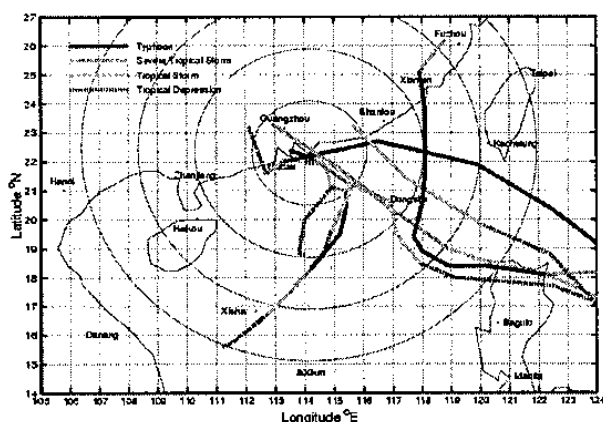 27
26
25
24
23
22
21
20
19
18
17
16
15
14
Latitude °N
Typhoon
Severe Tropical Storm
Tropical Storm
Tropical Depression
Fuzhou
Xiamen
Taipei
Guangzhou
Shantou
Kaohsiung
Hanoi
Zhanjiang
Dongsha
Haikou
Xisha
Danang
Baguio
Manila
105 106 107 108 109 110 111 112 113 114 115 116 117 118 119 120 121 122 123 124
Longitude °E